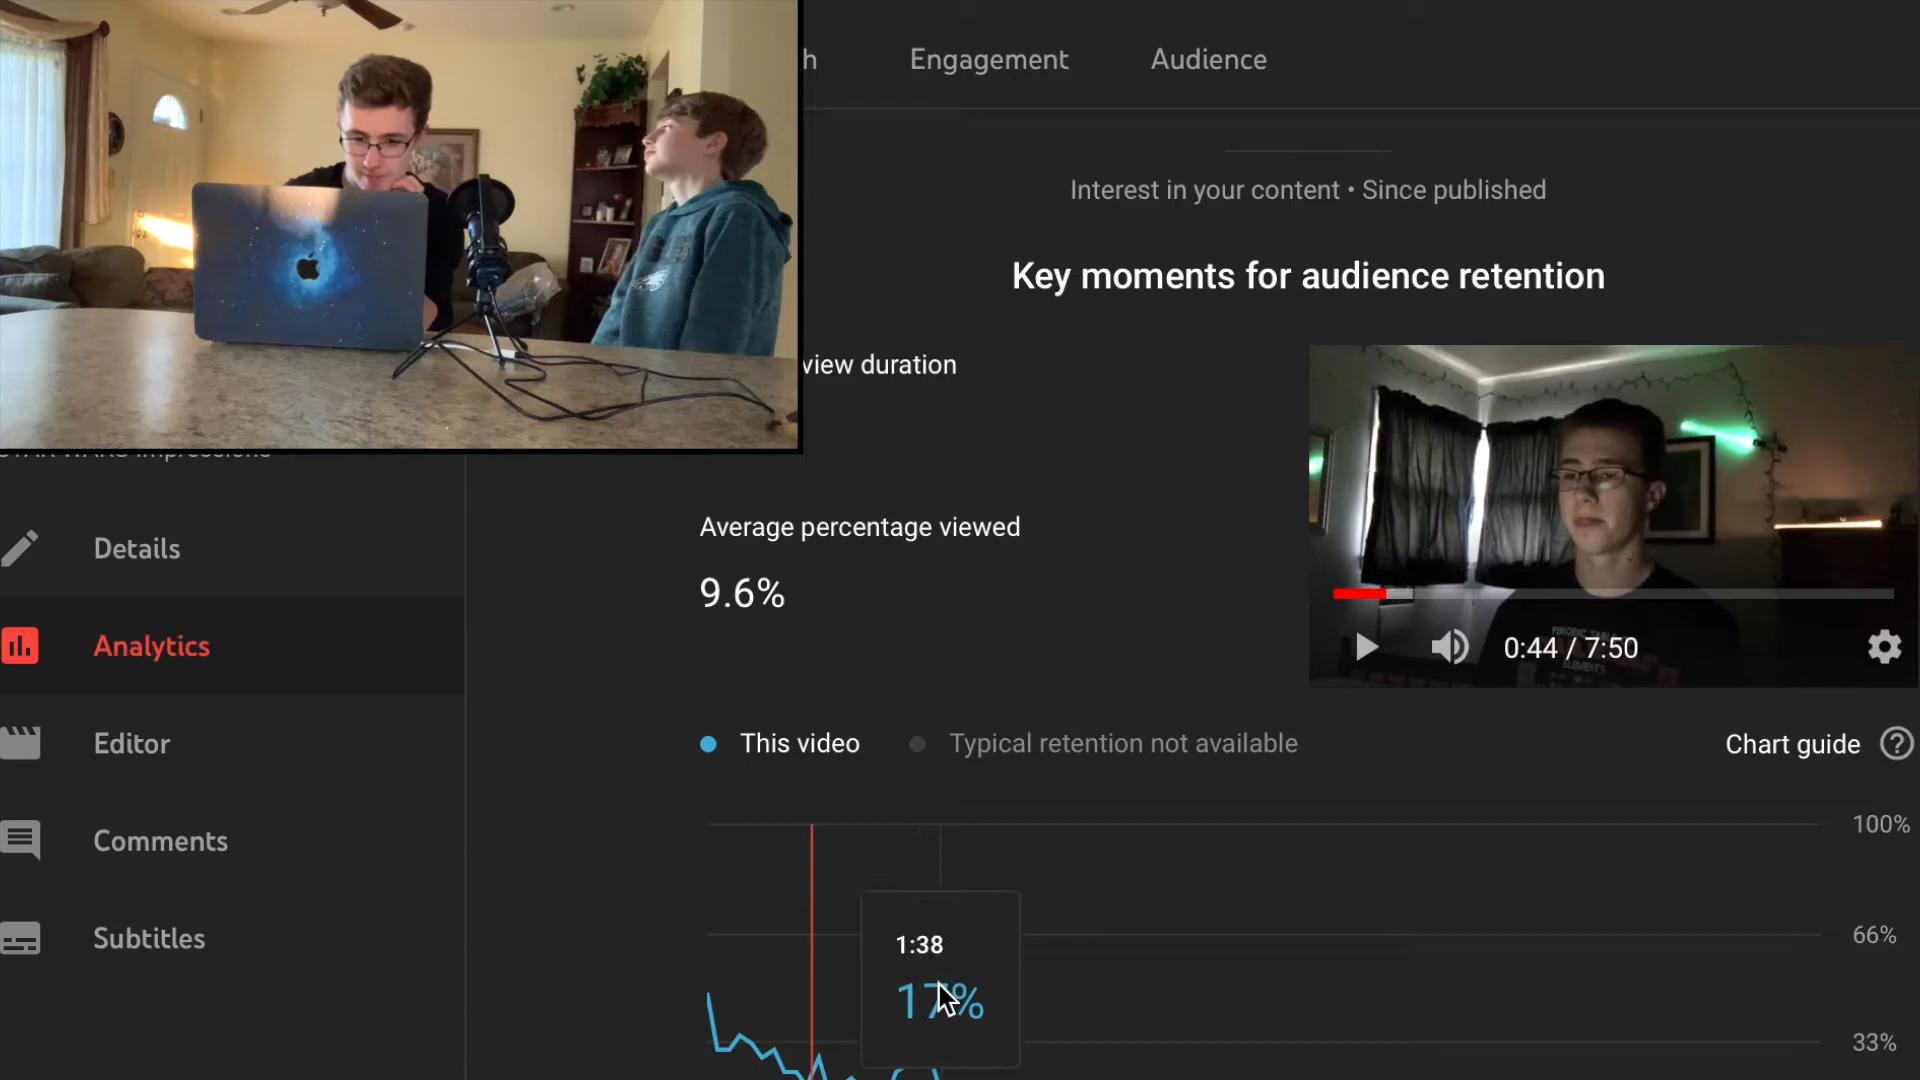 Engagement
Audience
Interest in your content • Since published
Key moments for audience retention
view duration
Average percentage viewed
9.6%
0:44 / 7:50
Details
Analytics
Editor
Comments
Subtitles
This video
Typical retention not available
Chart guide
100%
66%
33%
1:38
17%